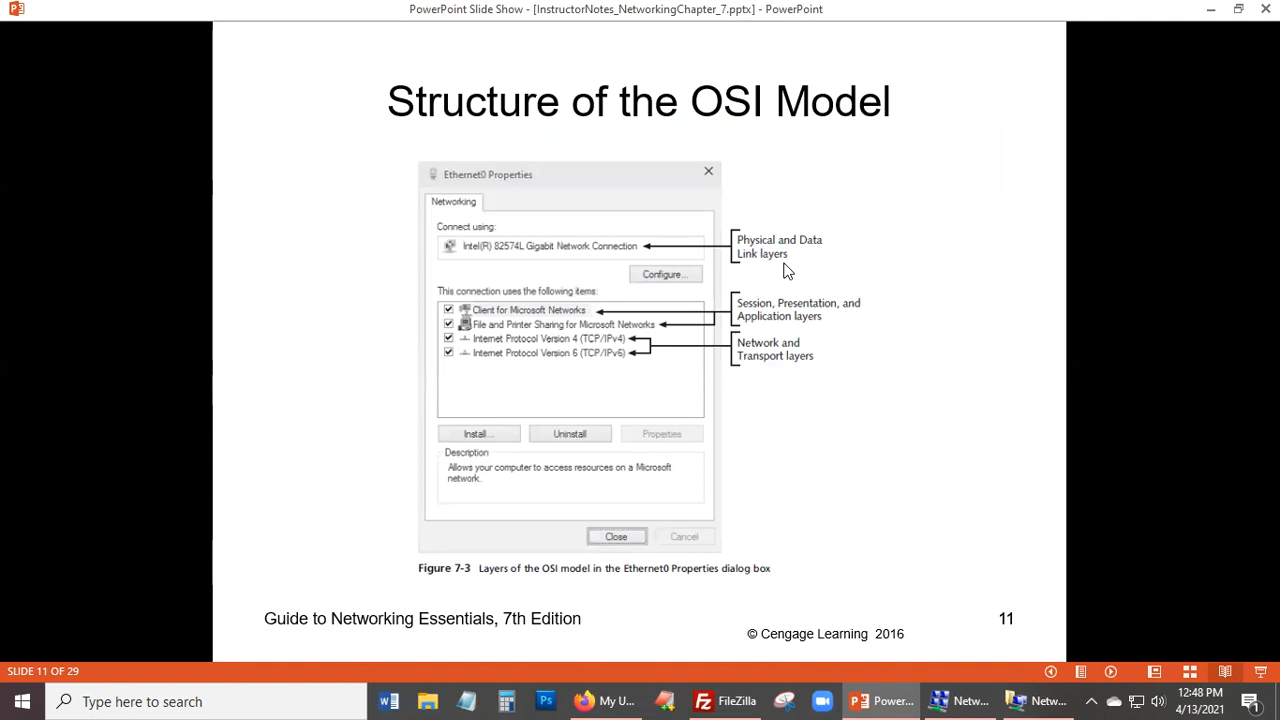 PowerPoint Slide Show - [InstructorNotes_NetworkingChapter_7.pptx] - PowerPoint
Structure of the OSI Model
Ethernet0 Properties
Networking
Connect using:
Intel(R) 82574L Gigabit Network Connection
Physical and Data
Link layers
Configure...
This connection uses the following items:
Client for Microsoft Networks
File and Printer Sharing for Microsoft Networks
Internet Protocol Version 4 (TCP/IPv4)
Internet Protocol Version 6 (TCP/IPv6)
Session, Presentation, and
Application layers
Network and
Transport layers
Install...
Uninstall
Properties
Description
Allows your computer to access resources on a Microsoft
network.
Close
Cancel
Figure 7-3 Layers of the OSI model in the Ethernet0 Properties dialog box
Guide to Networking Essentials, 7th Edition
11
© Cengage Learning 2016
SLIDE 11 OF 29
Type here to search
My U...
FileZilla
Power...
Netw...
Netw...
12:48 PM
4/13/2021
1